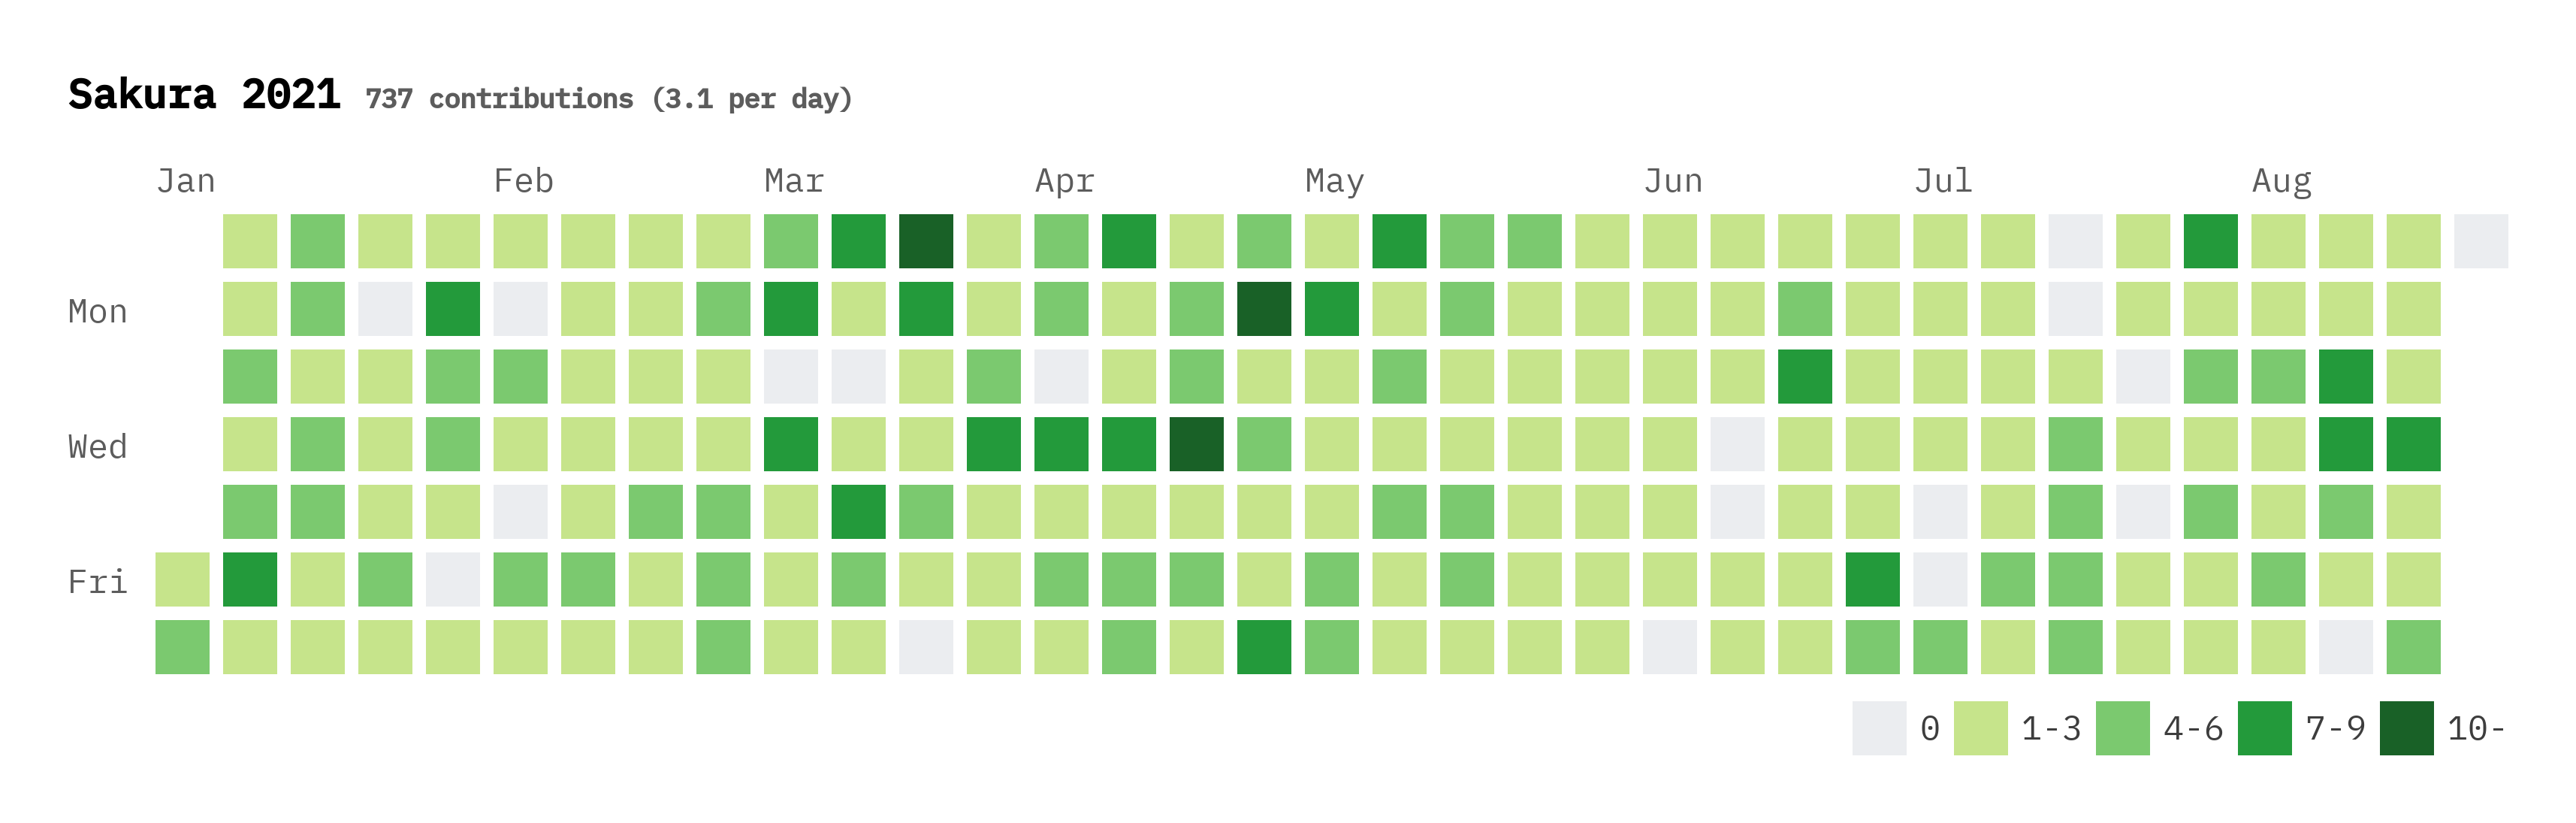 Sakura 2021 737 contributions (3.1 per day)
Jan Feb Mar Apr May Jun Jul Aug
Mon
Wed
Fri
0 1-3 4-6 7-9 10-